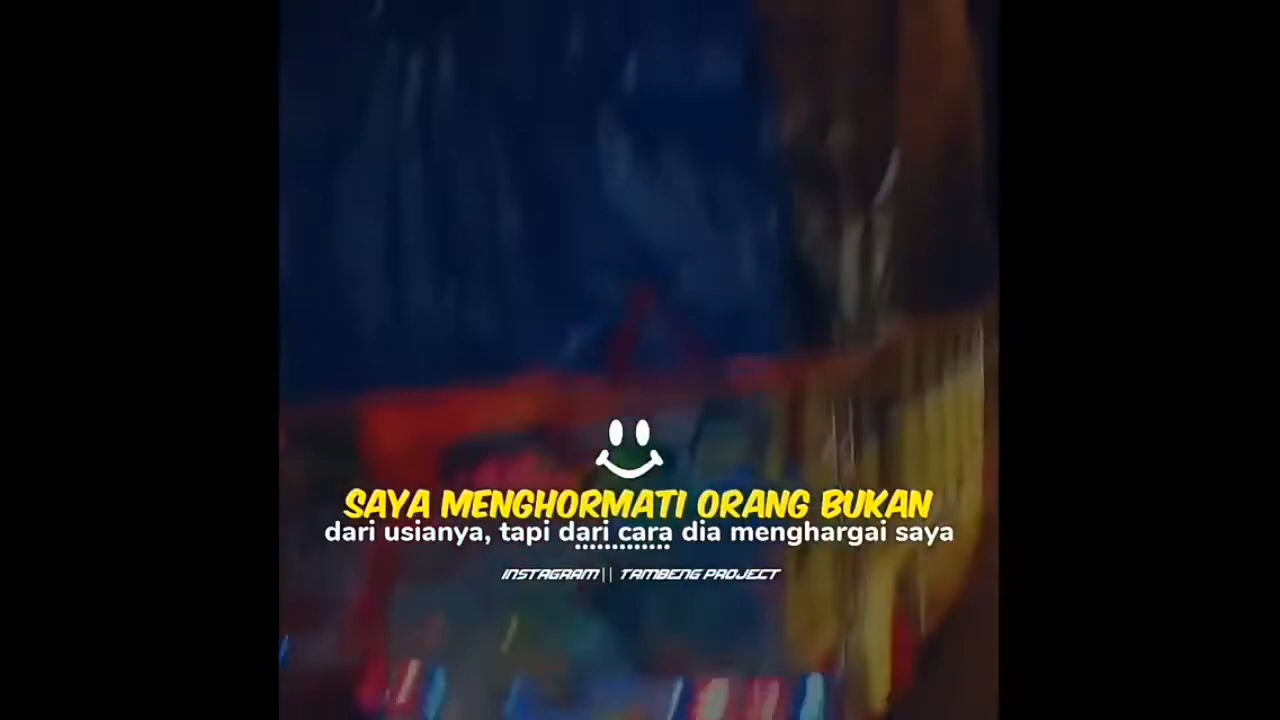 SAYA MENGHORMATI ORANG BUKAN
dari usianya, tapi dari cara dia menghargai saya
INSTAGRAM || TAMBENG PROJECT